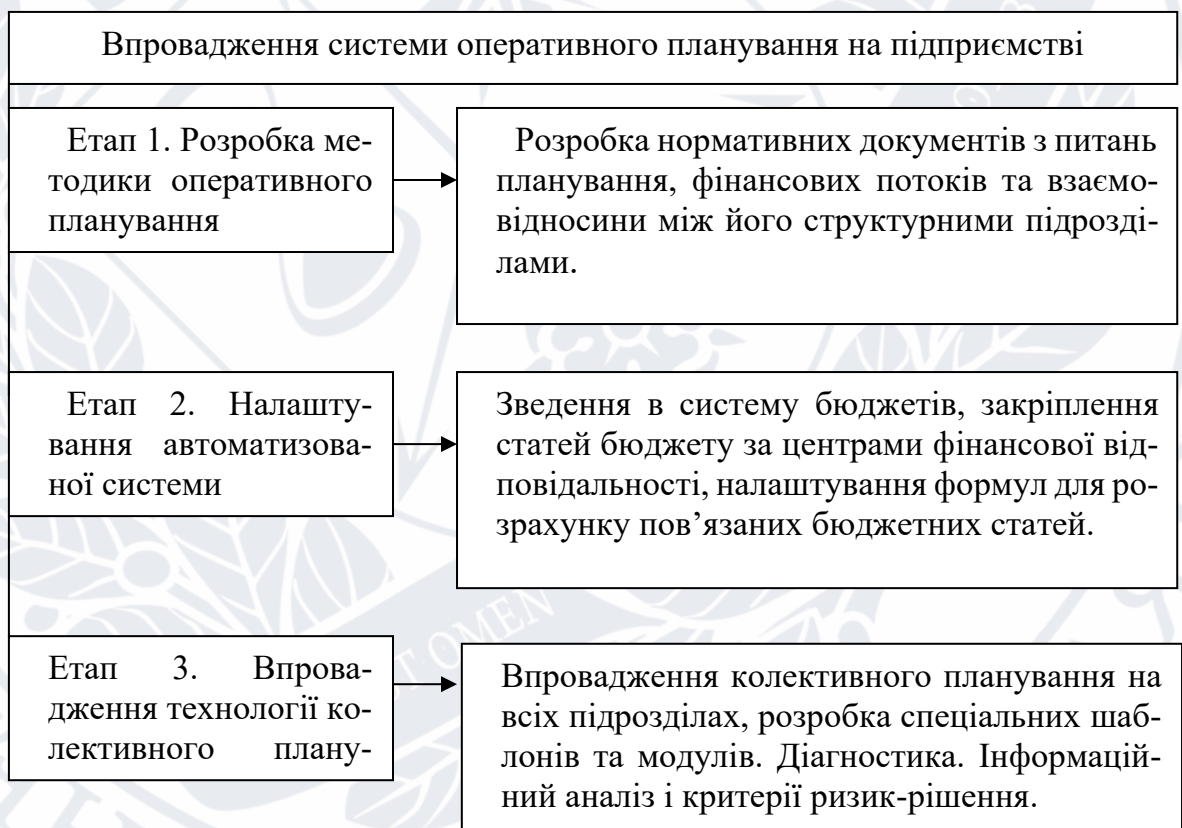 Впровадження системи оперативного планування на підприємстві
Етап 1. Розробка ме-
тодики оперативного
планування
Розробка нормативних документів з питань
планування, фінансових потоків та взаємо-
відносини між його структурними підрозді-
лами.
Етап 2. Налашту-
вання автоматизова-
ної системи
Зведення в систему бюджетів, закріплення
статей бюджету за центрами фінансової від-
повідальності, налаштування формул для ро-
зрахунку пов’язаних бюджетних статей.
Етап 3. Впрова-
дження технології ко-
лективного плану-
Впровадження колективного планування на
всіх підрозділах, розробка спеціальних шаб-
лонів та модулів. Діагностика. Інформацій-
ний аналіз і критерії ризик-рішення.
OMEN